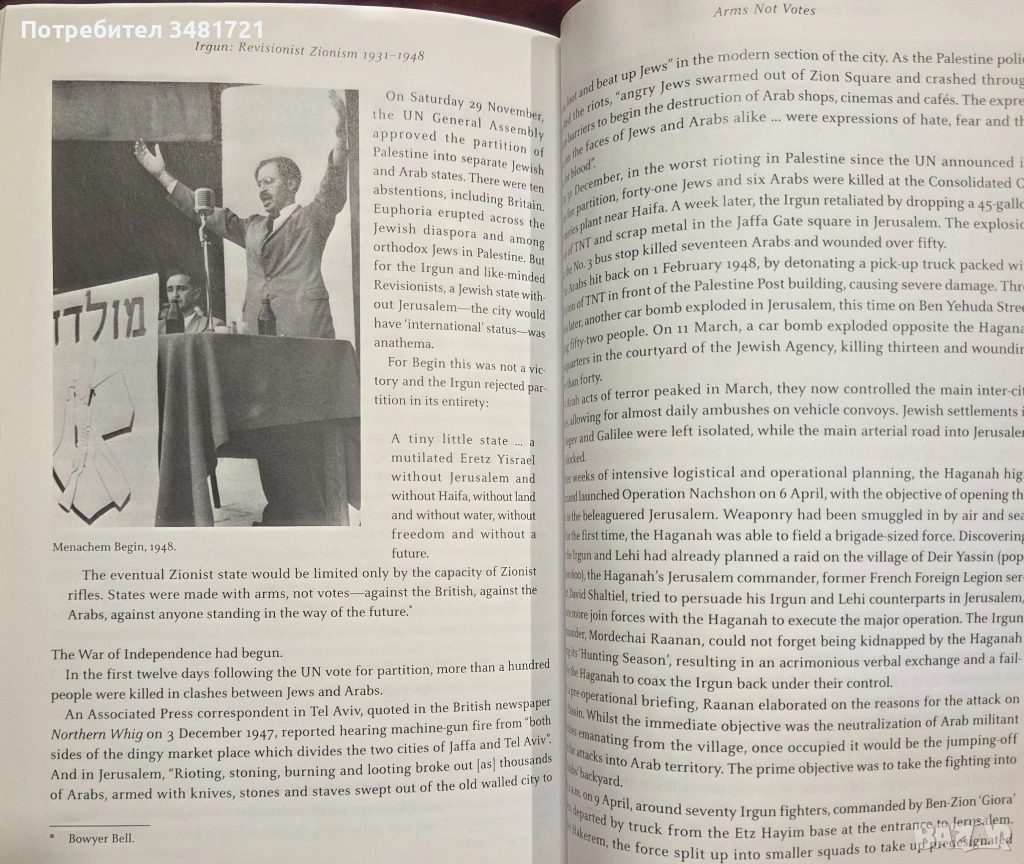 Потребител 3481721
Irgun: Revisionist Zionism 1931–1948
מולדת
On Saturday 29 November,
the UN General Assembly
approved the partition of
Palestine into separate Jewish
and Arab states. There were ten
abstentions, including Britain.
Euphoria erupted across the
Jewish diaspora and among
orthodox Jews in Palestine. But
for the Irgun and like-minded
Revisionists, a Jewish state with-
out Jerusalem—the city would
have 'international' status—was
anathema.
For Begin this was not a vic-
tory and the Irgun rejected par-
tition in its entirety:
A tiny little state ... a
mutilated Eretz Yisrael
without Jerusalem and
without Haifa, without land
and without water, without
freedom and without a
future.
Menachem Begin, 1948.
The eventual Zionist state would be limited only by the capacity of Zionist
rifles. States were made with arms, not votes—against the British, against the
Arabs, against anyone standing in the way of the future.*
The War of Independence had begun.
In the first twelve days following the UN vote for partition, more than a hundred
people were killed in clashes between Jews and Arabs.
An Associated Press correspondent in Tel Aviv, quoted in the British newspaper
Northern Whig on 3 December 1947, reported hearing machine-gun fire from "both
sides of the dingy market place which divides the two cities of Jaffa and Tel Aviv".
And in Jerusalem, "Rioting, stoning, burning and looting broke out [as] thousands
of Arabs, armed with knives, stones and staves swept out of the old walled city to
* Bowyer Bell.
Arms Not Votes
loot and beat up Jews" in the modern section of the city. As the Palestine
the riots, "angry Jews swarmed out of Zion Square and crashed
barriers to begin the destruction of Arab shops, cinemas and cafés. The
the faces of Jews and Arabs alike ... were expressions of hate, fear and
blood".
December, in the worst rioting in Palestine since the UN announced
partition, forty-one Jews and six Arabs were killed at the Consolidated
plant near Haifa. A week later, the Irgun retaliated by dropping a
of TNT and scrap metal in the Jaffa Gate square in Jerusalem. The
No. 3 bus stop killed seventeen Arabs and wounded over fifty.
Arabs hit back on 1 February 1948, by detonating a pick-up truck packed
of TNT in front of the Palestine Post building, causing severe damage.
later, another car bomb exploded in Jerusalem, this time on Ben Yehuda
fifty-two people. On 11 March, a car bomb exploded opposite the
in the courtyard of the Jewish Agency, killing thirteen and
than forty.
Arab acts of terror peaked in March, they now controlled the main
allowing for almost daily ambushes on vehicle convoys. Jewish settlements
and Galilee were left isolated, while the main arterial road into
weeks of intensive logistical and operational planning, the Haganah
launched Operation Nachshon on 6 April, with the objective of opening
to the beleaguered Jerusalem. Weaponry had been smuggled in by air and
for the first time, the Haganah was able to field a brigade-sized force. Discovering
the Irgun and Lehi had already planned a raid on the village of Deir Yassin
the Haganah's Jerusalem commander, former French Foreign Legion
David Shaltiel, tried to persuade his Irgun and Lehi counterparts in Jerusalem,
more join forces with the Haganah to execute the major operation. The Irgun
Mordechai Raanan, could not forget being kidnapped by the Haganah
its 'Hunting Season', resulting in an acrimonious verbal exchange and a fail-
the Haganah to coax the Irgun back under their control.
pre-operational briefing, Raanan elaborated on the reasons for the attack on
Whilst the immediate objective was the neutralization of Arab militant
emanating from the village, once occupied it would be the jumping-off
attacks into Arab territory. The prime objective was to take the fighting into
backyard.
on 9 April, around seventy Irgun fighters, commanded by Ben-Zion 'Giora'
departed by truck from the Etz Hayim base at the entrance to Jerusalem.
Hakerem, the force split up into smaller squads to take up predesignated
BAZAR